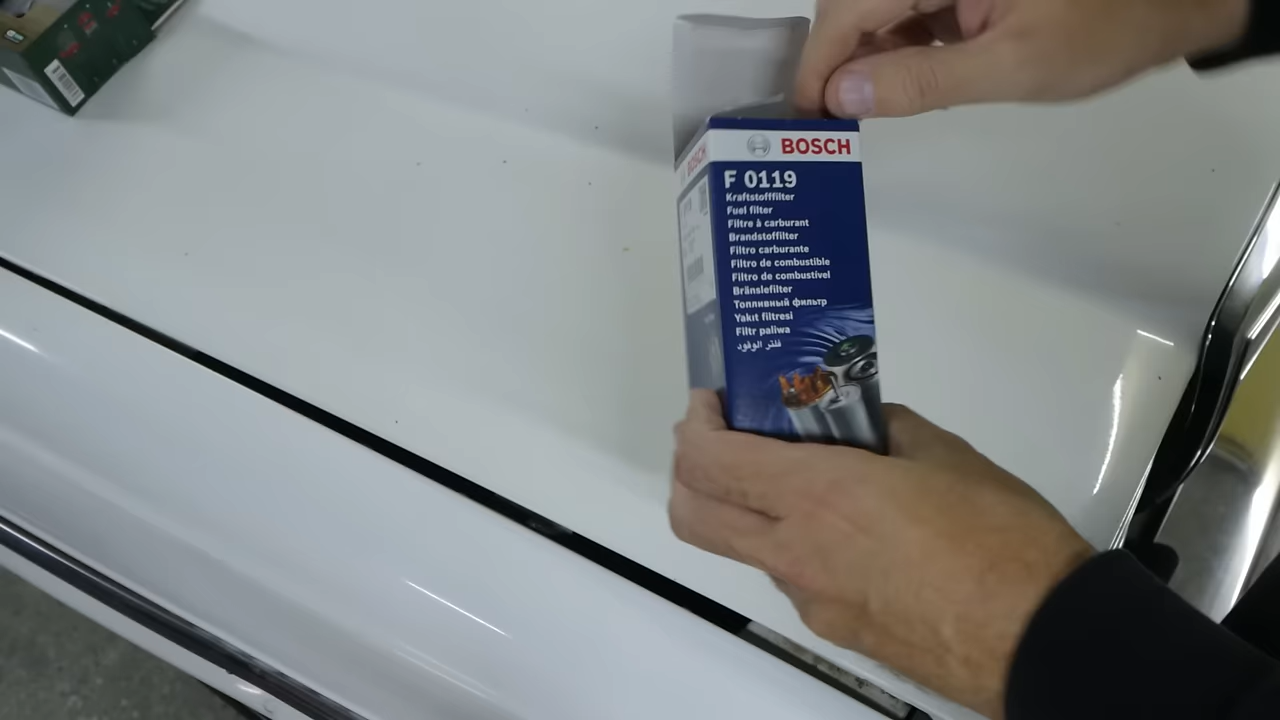 BOSCH
BOSCH
F 0119
Kraftstofffilter
Fuel filter
Filtre à carburant
Brandstoffilter
Filtro carburante
Filtro de combustible
Filtro de combustível
Bränslefilter
Топливный фильтр
Yakıt filtresi
Filtr paliwa
فلتر الوقود